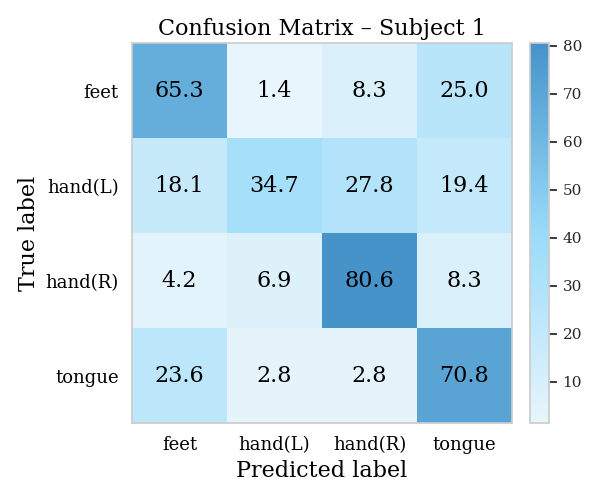 Confusion Matrix – Subject 1
feet 65.3 1.4 8.3 25.0
hand(L) 18.1 34.7 27.8 19.4
hand(R) 4.2 6.9 80.6 8.3
tongue 23.6 2.8 2.8 70.8
feet hand(L) hand(R) tongue
Predicted label
True label
80
70
60
50
40
30
20
10